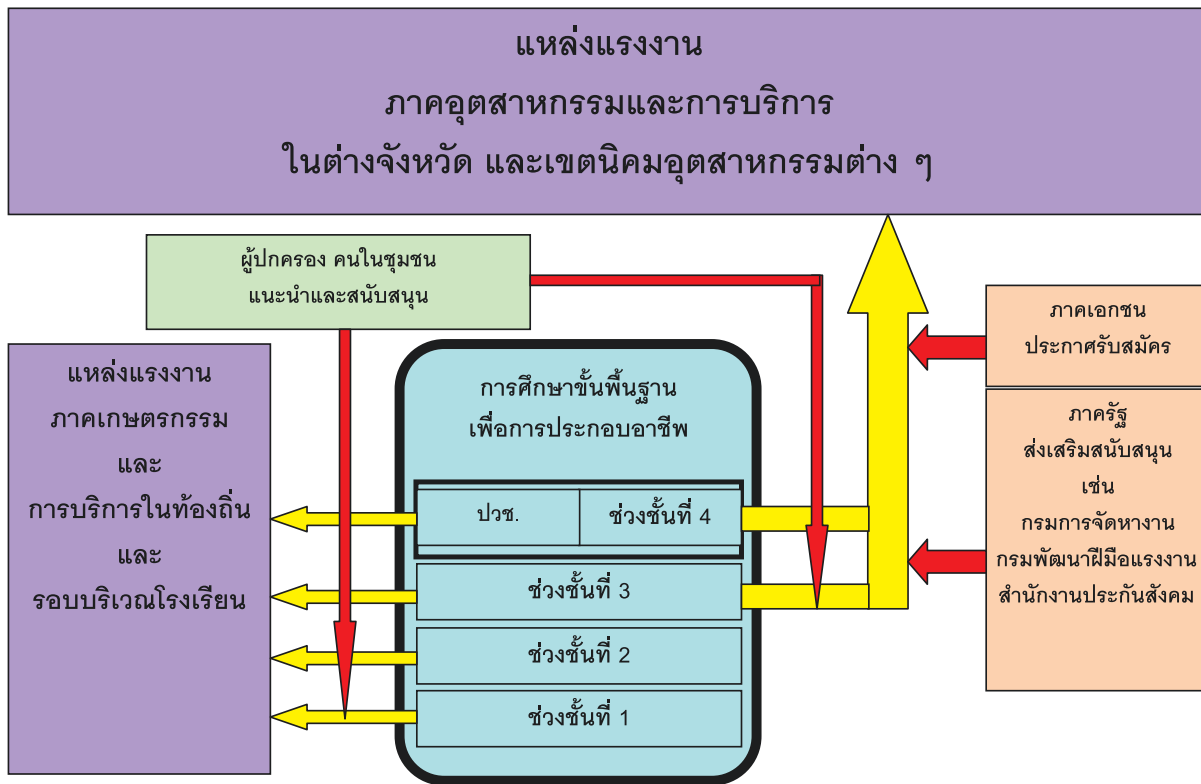 แหล่งแรงงาน
ภาคอุตสาหกรรมและการบริการ
ในต่างจังหวัด และเขตนิคมอุตสาหกรรมต่าง ๆ
ผู้ปกครอง คนในชุมชน
แนะนำและสนับสนุน
ภาคเอกชน
ประกาศรับสมัคร
แหล่งแรงงาน
ภาคเกษตรกรรม
และ
การบริการในท้องถิ่น
และ
รอบบริเวณโรงเรียน
การศึกษาขั้นพื้นฐาน
เพื่อการประกอบอาชีพ
ปวช.
ช่วงชั้นที่ 4
ช่วงชั้นที่ 3
ช่วงชั้นที่ 2
ช่วงชั้นที่ 1
ภาครัฐ
ส่งเสริมสนับสนุน
เช่น
กรมการจัดหางาน
กรมพัฒนาฝีมือแรงงาน
สำนักงานประกันสังคม